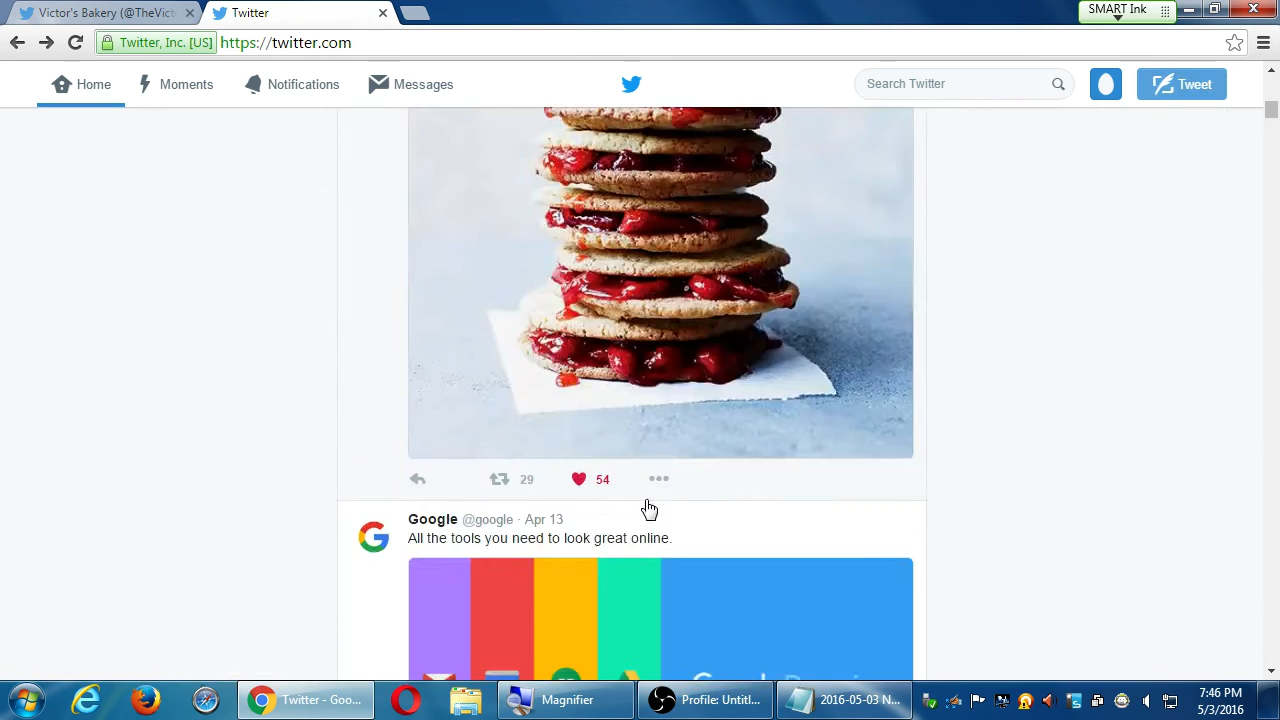 Victor's Bakery (@TheVict
Twitter
SMART Ink
Twitter, Inc. [US]
https://twitter.com
Home
Moments
Notifications
Messages
Search Twitter
Tweet
29
54
Google @google · Apr 13
All the tools you need to look great online.
Twitter - Goo...
Magnifier
Profile: Untitl...
2016-05-03 N...
7:46 PM
5/3/2016